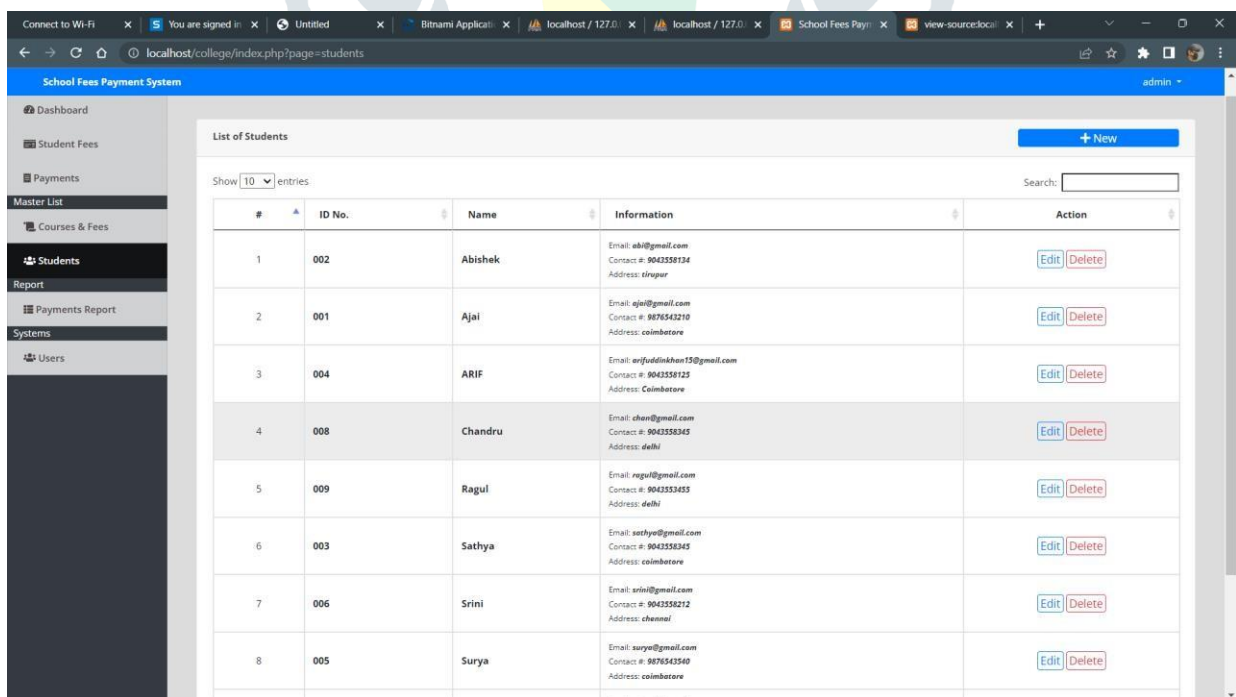 Connect to Wi-Fi
You are signed in
Untitled
Bitnami Applicati
localhost / 127.0.
localhost / 127.0.
School Fees Paym
view-source:local
localhost/college/index.php?page=students
School Fees Payment System
admin
Dashboard
Student Fees
Payments
Master List
Courses & Fees
Students
Report
Payments Report
Systems
Users
List of Students
+ New
Show 10 entries
Search:
# ID No. Name Information Action
1 002 Abishek
Email: abi@gmail.com
Contact #: 9043558134
Address: tirupur
Edit Delete
2 001 Ajai
Email: ajai@gmail.com
Contact #: 9876543210
Address: coimbatore
Edit Delete
3 004 ARIF
Email: arifuddinkhan15@gmail.com
Contact #: 9043558125
Address: Coimbatore
Edit Delete
4 008 Chandru
Email: chan@gmail.com
Contact #: 9043558345
Address: delhi
Edit Delete
5 009 Ragul
Email: ragul@gmail.com
Contact #: 9043553455
Address: delhi
Edit Delete
6 003 Sathya
Email: sathya@gmail.com
Contact #: 9043558345
Address: coimbatore
Edit Delete
7 006 Srini
Email: srini@gmail.com
Contact #: 9043558212
Address: chennai
Edit Delete
8 005 Surya
Email: surya@gmail.com
Contact #: 9876543540
Address: coimbatore
Edit Delete